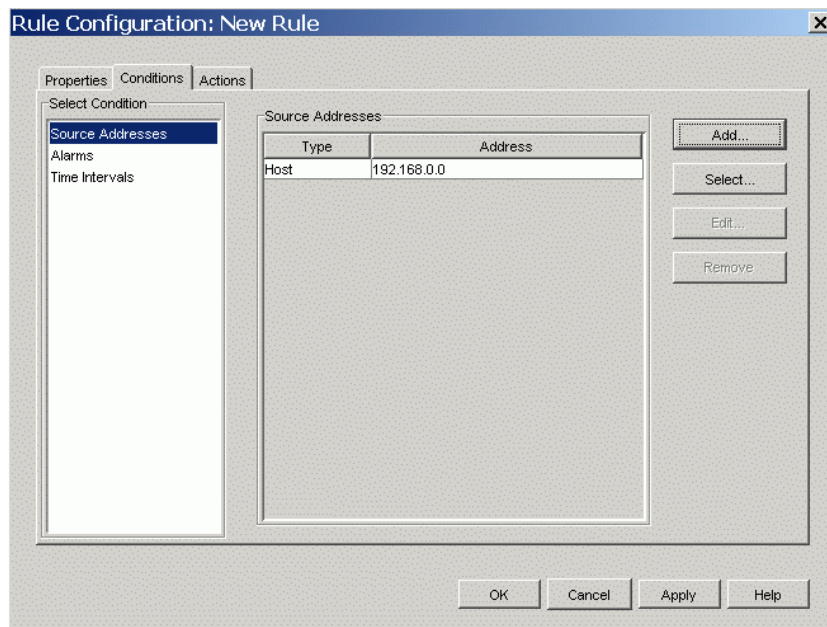 Rule Configuration: New Rule
Properties
Conditions
Actions
Select Condition
Source Addresses
Alarms
Time Intervals
Source Addresses
Type Address
Host 192.168.0.0
Add...
Select...
Edit...
Remove
OK
Cancel
Apply
Help